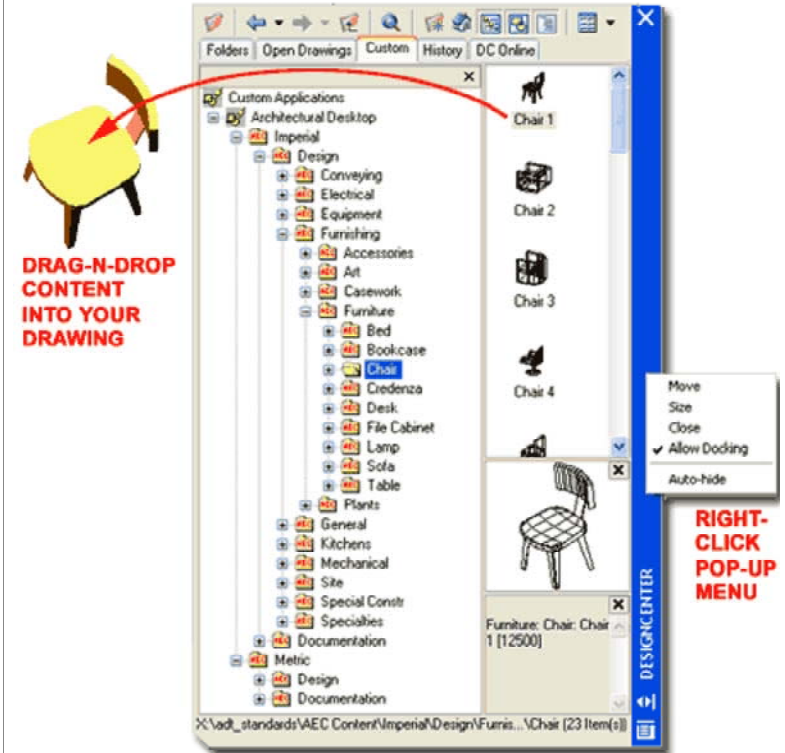 Folders Open Drawings Custom History DC Online
Custom Applications
Architectural Desktop
Imperial
Design
Conveying
Electrical
Equipment
Furnishing
Accessories
Art
Casework
Furniture
Bed
Bookcase
Chair
Credenza
Desk
File Cabinet
Lamp
Sofa
Table
Plants
General
Kitchens
Mechanical
Site
Special Constr
Specialties
Documentation
Metric
Design
Documentation
Chair 1
Chair 2
Chair 3
Chair 4
Furniture: Chair: Chair
1 [12500]
X:\adt_standards\AEC Content\Imperial\Design\Furnis...\Chair (23 Item(s))
DESIGNCENTER
DRAG-N-DROP
CONTENT
INTO YOUR
DRAWING
Move
Size
Close
Allow Docking
Auto-hide
RIGHT-
CLICK
POP-UP
MENU